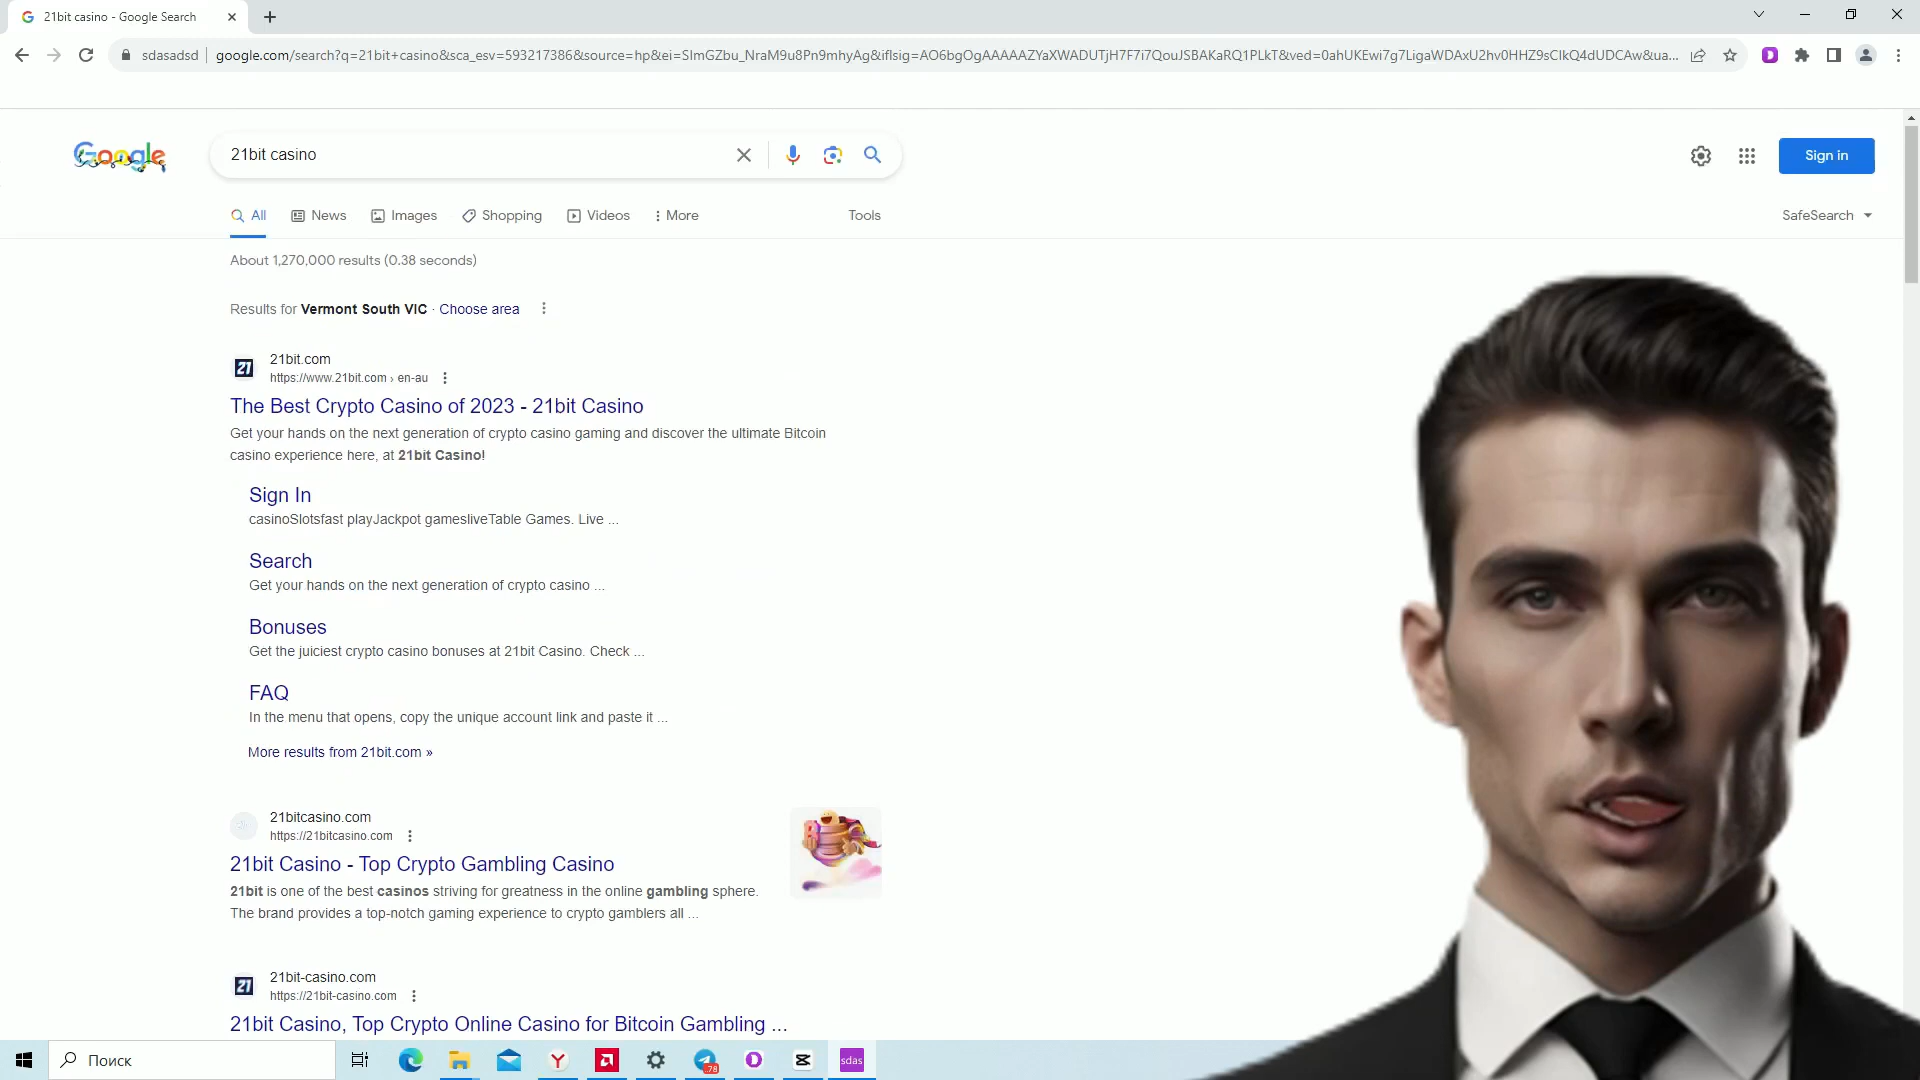 21bit casino - Google Search
sdasadsd
google.com/search?q=21bit+casino&sca_esv=593217386&source=hp&ei=SImGZbu_NraM9u8Pn9mhyAg&iflsig=AO6bgOgAAAAAZYaXWADUTjH7F7i7QouJSBAKaRQ1PLkT&ved=0ahUKEwi7g7LigaWDAxU2hv0HHZ9sCIkQ4dUDCAw&ua...
Google
21bit casino
Sign in
All
News
Images
Shopping
Videos
More
Tools
SafeSearch
About 1,270,000 results (0.38 seconds)
Results for Vermont South VIC · Choose area
21
21bit.com
https://www.21bit.com › en-au
The Best Crypto Casino of 2023 - 21bit Casino
Get your hands on the next generation of crypto casino gaming and discover the ultimate Bitcoin
casino experience here, at 21bit Casino!
Sign In
casinoSlotsfast playJackpot gamesliveTable Games. Live ...
Search
Get your hands on the next generation of crypto casino ...
Bonuses
Get the juiciest crypto casino bonuses at 21bit Casino. Check ...
FAQ
In the menu that opens, copy the unique account link and paste it ...
More results from 21bit.com »
21bitcasino.com
https://21bitcasino.com
21bit Casino - Top Crypto Gambling Casino
21bit is one of the best casinos striving for greatness in the online gambling sphere.
The brand provides a top-notch gaming experience to crypto gamblers all ...
21
21bit-casino.com
https://21bit-casino.com
21bit Casino, Top Crypto Online Casino for Bitcoin Gambling ...
Поиск
.78
sdas